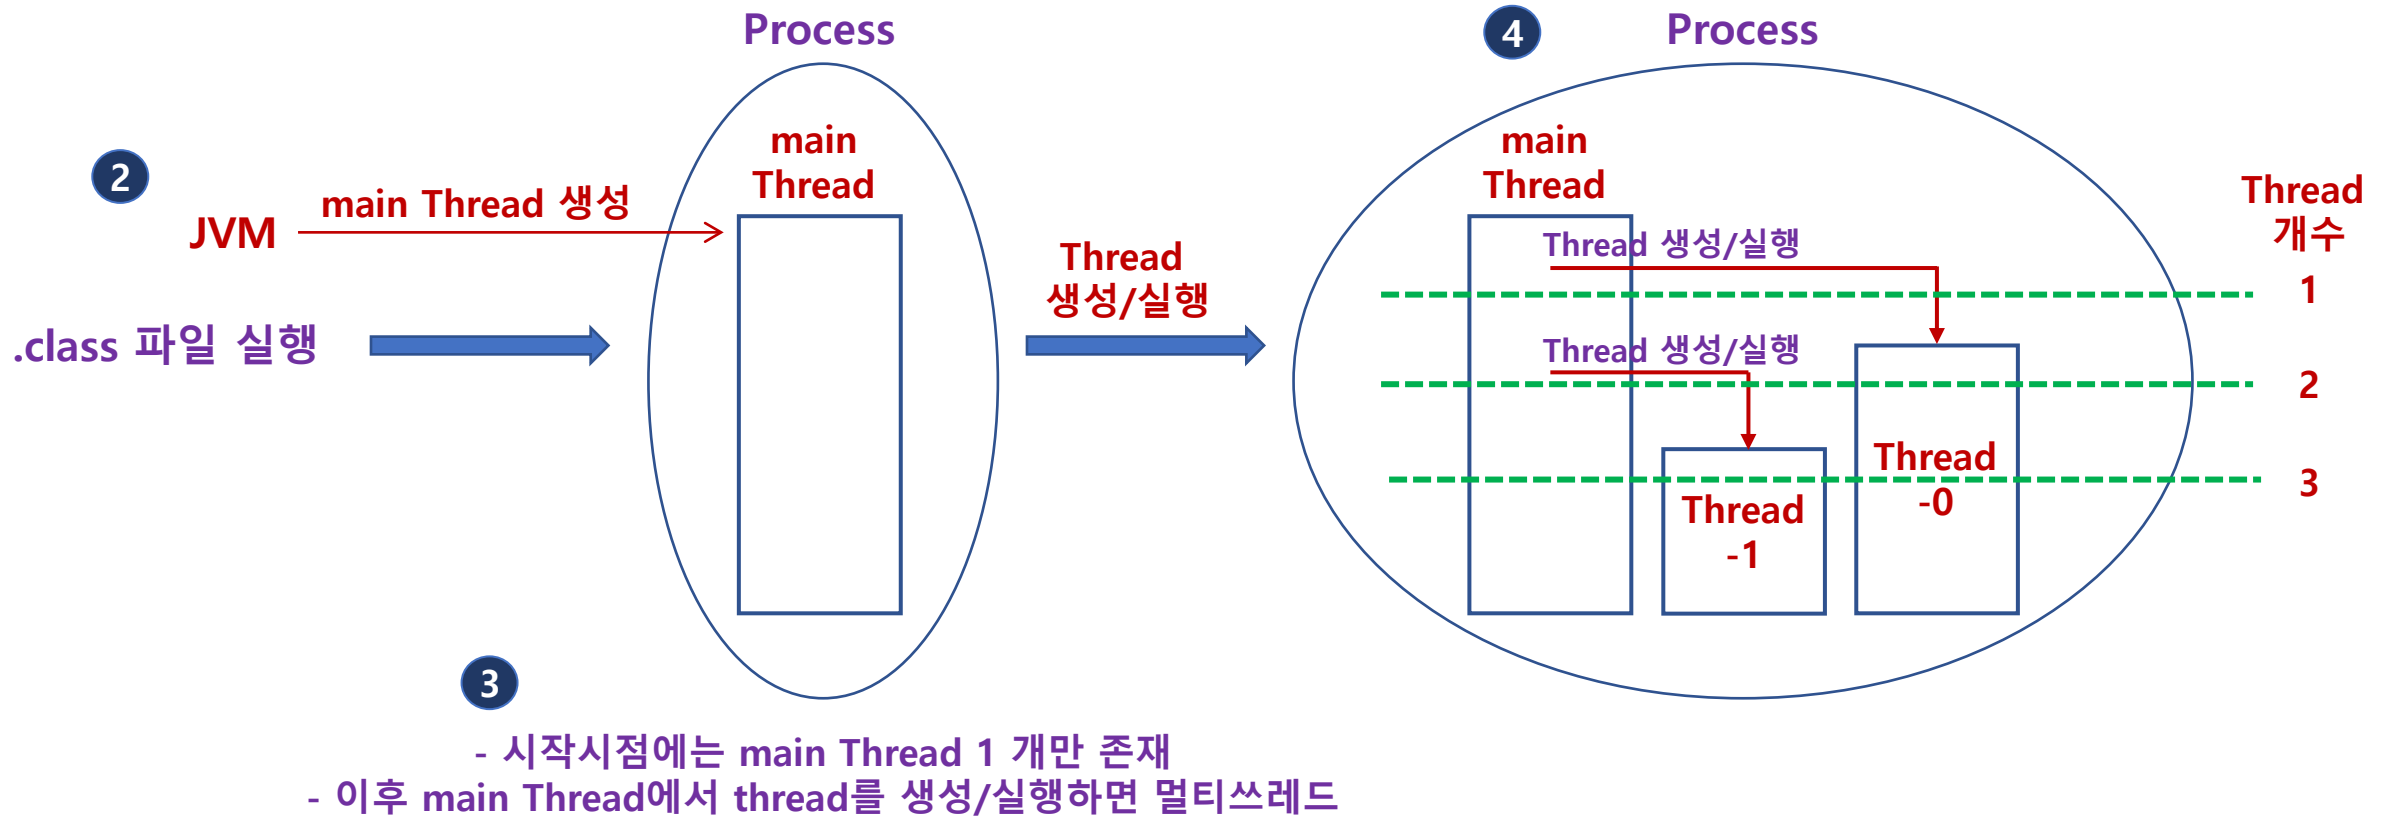 2
JVM
main Thread 생성
.class 파일 실행
Process
main
Thread
Thread
생성/실행
3
- 시작시점에는 main Thread 1 개만 존재
- 이후 main Thread에서 thread를 생성/실행하면 멀티쓰레드
4
Process
main
Thread
Thread 생성/실행
Thread 생성/실행
Thread
-1
Thread
-0
Thread
개수
1
2
3